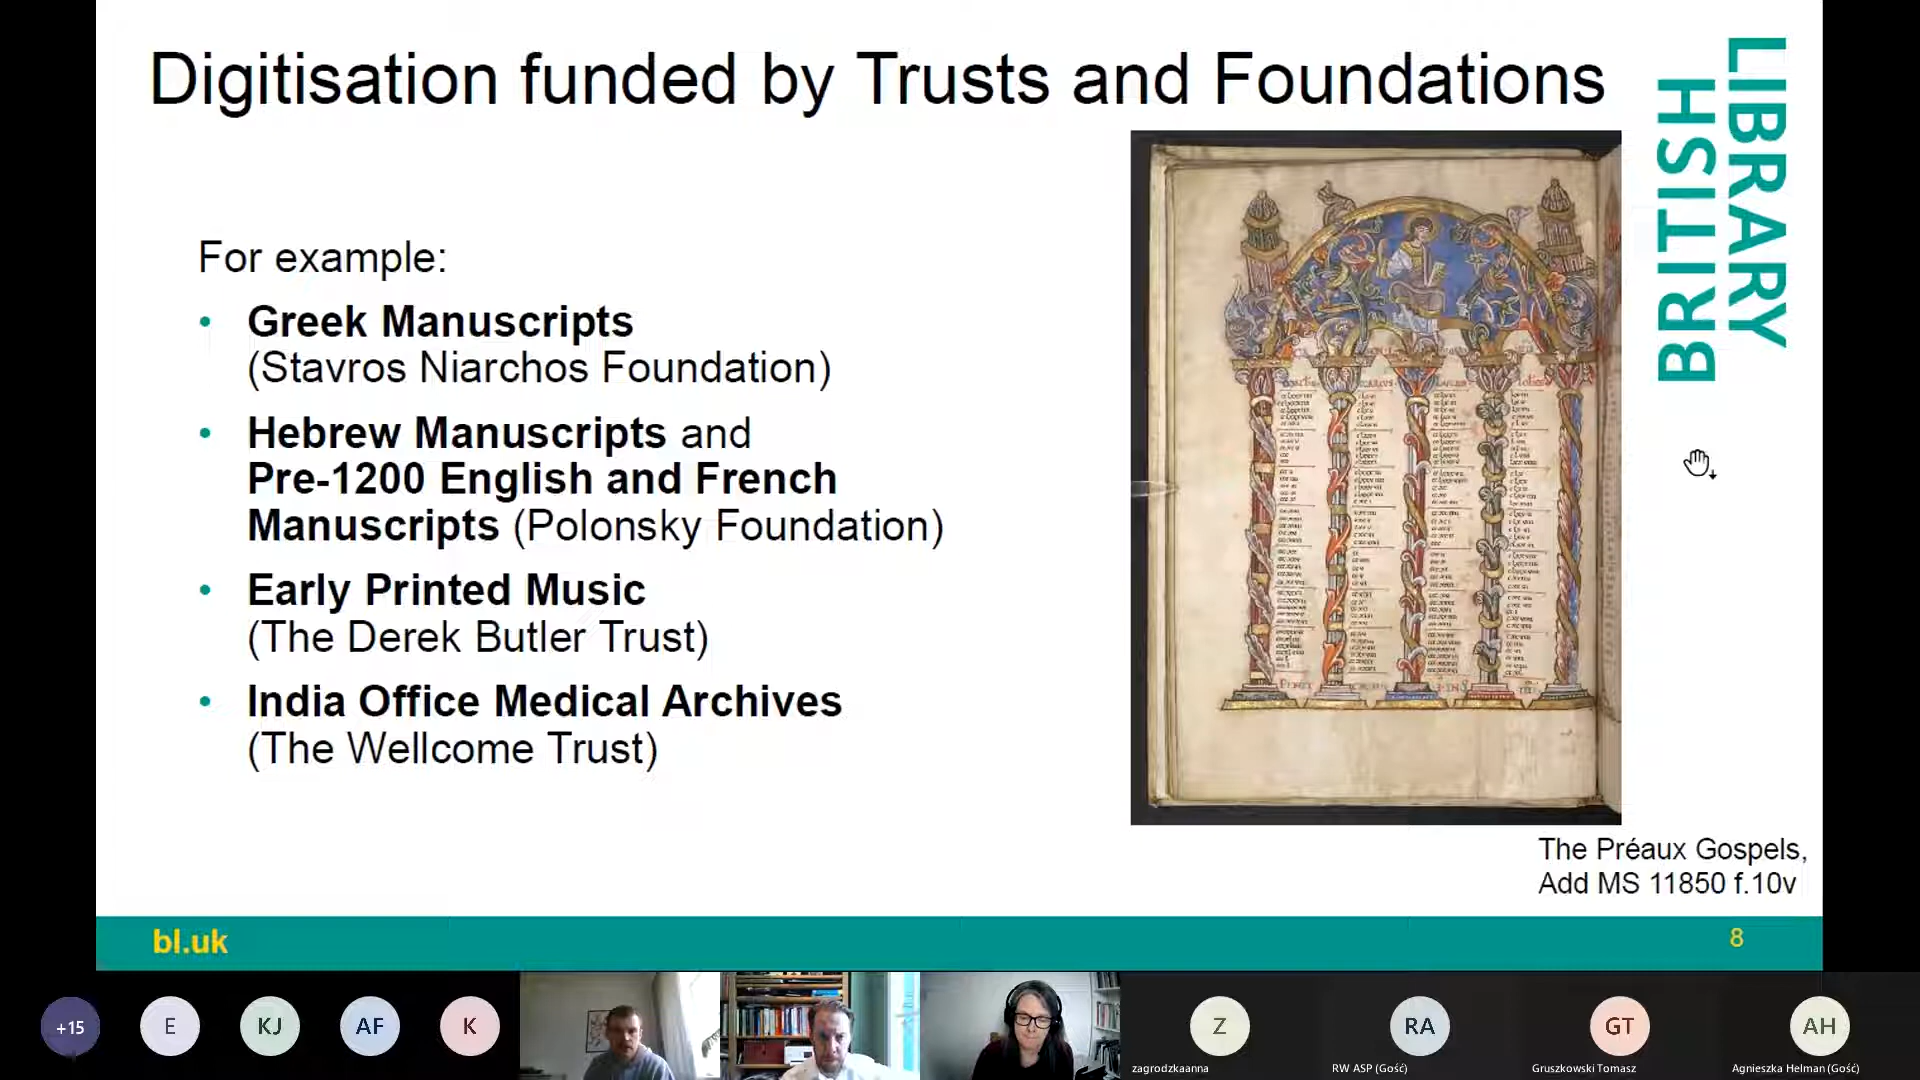 Digitisation funded by Trusts and Foundations
LIBRARY
BRITISH
For example:
• Greek Manuscripts
(Stavros Niarchos Foundation)
• Hebrew Manuscripts and
Pre-1200 English and French
Manuscripts (Polonsky Foundation)
• Early Printed Music
(The Derek Butler Trust)
• India Office Medical Archives
(The Wellcome Trust)
The Préaux Gospels,
Add MS 11850 f.10v
bl.uk
8
+15
E
KJ
AF
K
Z
RA
GT
AH
zagrodzkaanna
RW ASP (Gość)
Gruszkowski Tomasz
Agnieszka Helman (Gość)